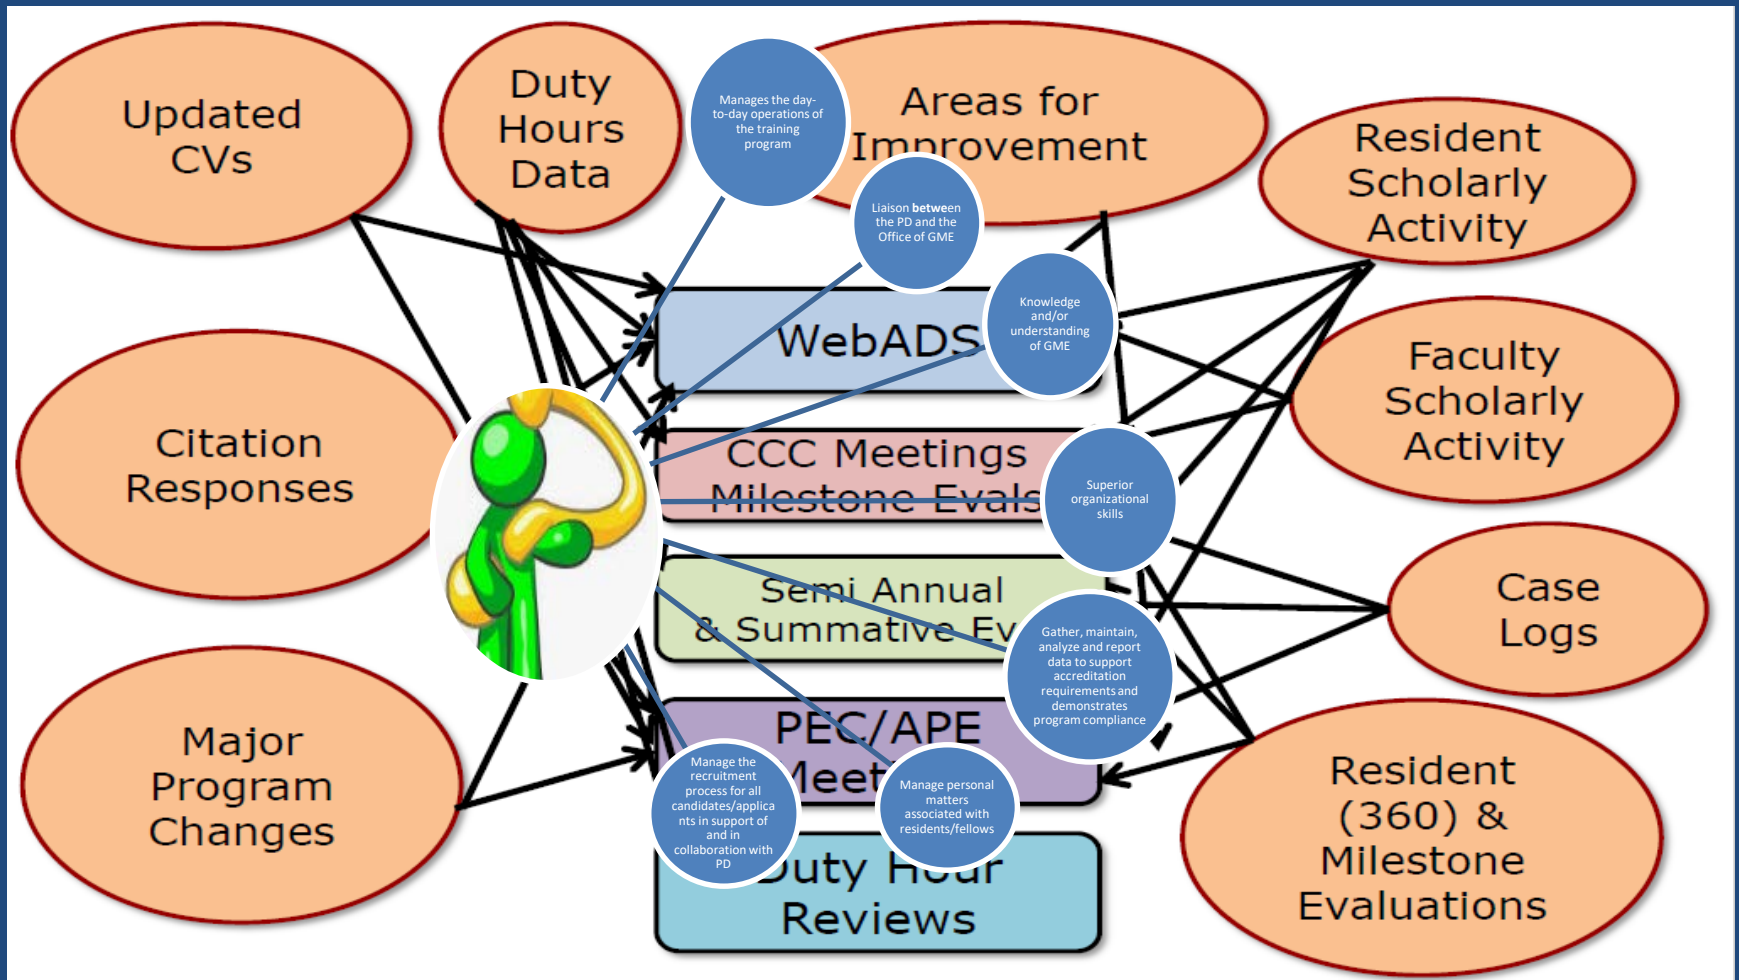 Updated
CVs
Duty
Hours
Data
Manages the day-
to-day operations of
the training
program
Areas for
Improvement
Liaison between
the PD and the
Office of GME
Resident
Scholarly
Activity
Knowledge
and/or
understanding
of GME
WebADS
Citation
Responses
CCC Meetings
Milestone Evals
Superior
organizational
skills
Faculty
Scholarly
Activity
Semi Annual
& Summative Ev
Gather, maintain,
analyze and report
data to support
accreditation
requirements and
demonstrates
program compliance
Case
Logs
Major
Program
Changes
PEC/APE
Meet
Manage the
recruitment
process for all
candidates/applica
nts in support of
and in
collaboration with
PD
Manage personal
matters
associated with
residents/fellows
Duty Hour
Reviews
Resident
(360) &
Milestone
Evaluations